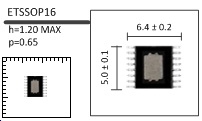 ETSSOP16
h=1.20 MAX
p=0.65
6.4 ± 0.2
5.0 ± 0.1